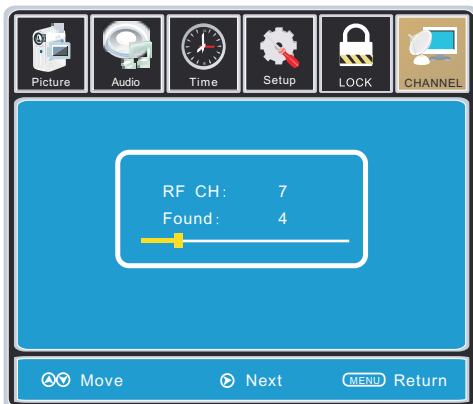 Picture Audio Time Setup LOCK CHANNEL
RF CH: 7
Found: 4
Move Next MENU Return